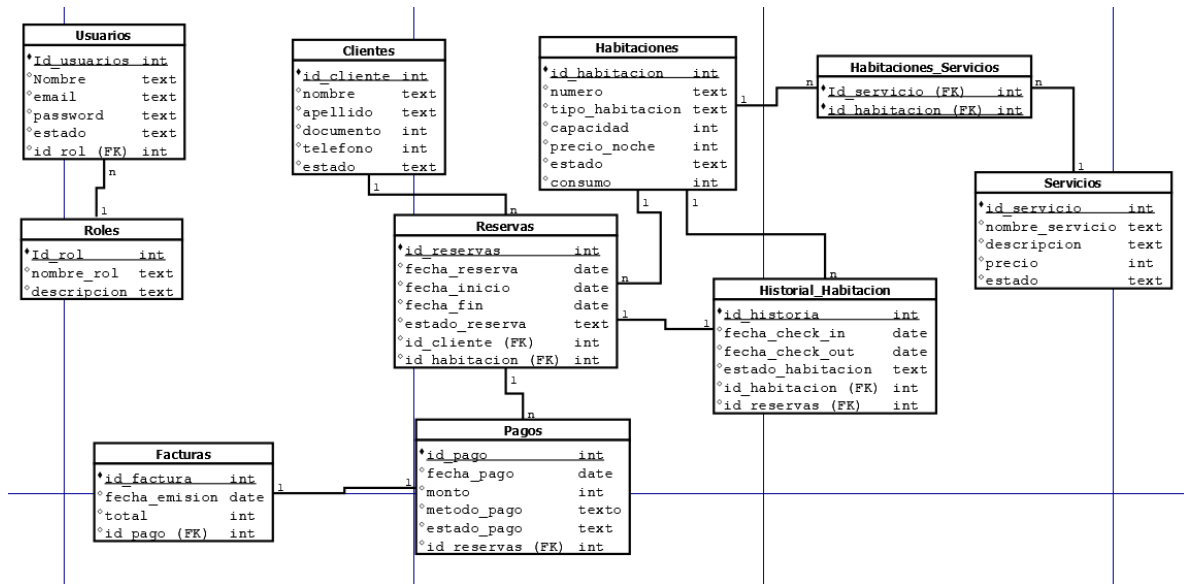 Usuarios
Id_usuarios int
Nombre text
email text
password text
estado text
id_rol (FK) int
n
1
Roles
Id_rol int
nombre_rol text
descripcion text
Clientes
id_cliente int
nombre text
apellido text
documento int
telefono int
estado text
1
n
Habitaciones
id_habitacion int
numero text
tipo_habitacion text
capacidad int
precio_noche int
estado text
consumo int
1
n
1
1
Habitaciones_Servicios
Id_servicio (FK) int
id_habitacion (FK) int
n
1
Servicios
id_servicio int
nombre_servicio text
descripcion text
precio int
estado text
Reservas
id_reservas int
fecha_reserva date
fecha_inicio date
fecha_fin date
estado_reserva text
id_cliente (FK) int
id_habitacion (FK) int
n
1
1
n
Historial_Habitacion
id_historia int
fecha_check_in date
fecha_check_out date
estado_habitacion text
id_habitacion (FK) int
id_reservas (FK) int
1
n
Pagos
id_pago int
fecha_pago date
monto int
metodo_pago texto
estado_pago text
id_reservas (FK) int
Facturas
id_factura int
fecha_emision date
total int
id_pago (FK) int
1
1